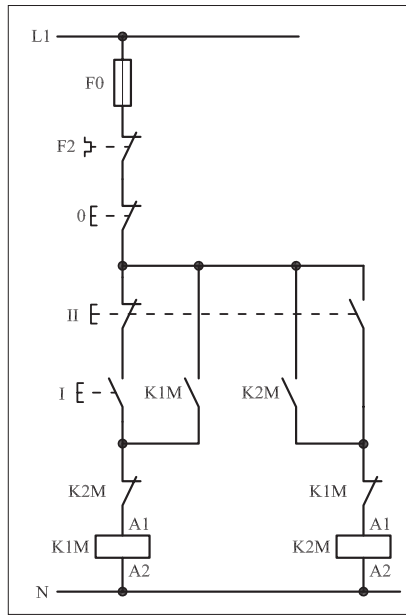 L1
F0
F2
0
II
I K1M K2M
K2M K1M
A1 A1
K1M K2M
A2 A2
N